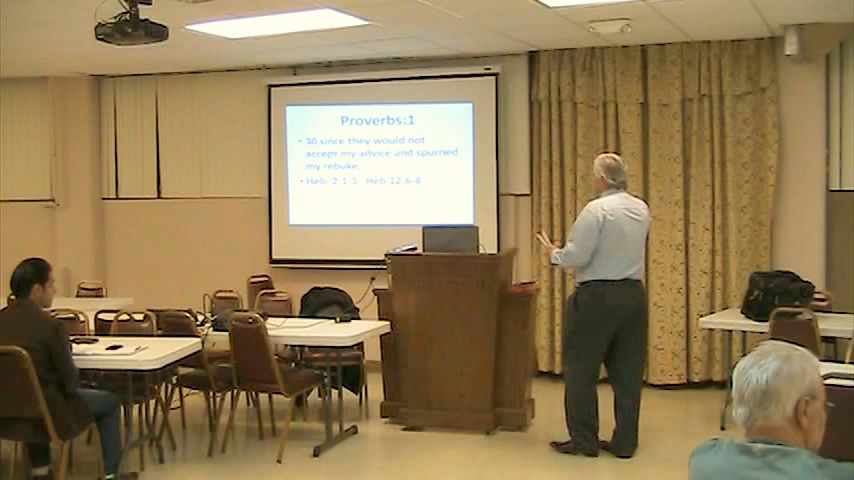 Proverbs:1
• 30 since they would not
accept my advice and spurned
my rebuke.
• Heb. 2:1-3 Heb 12:6-8